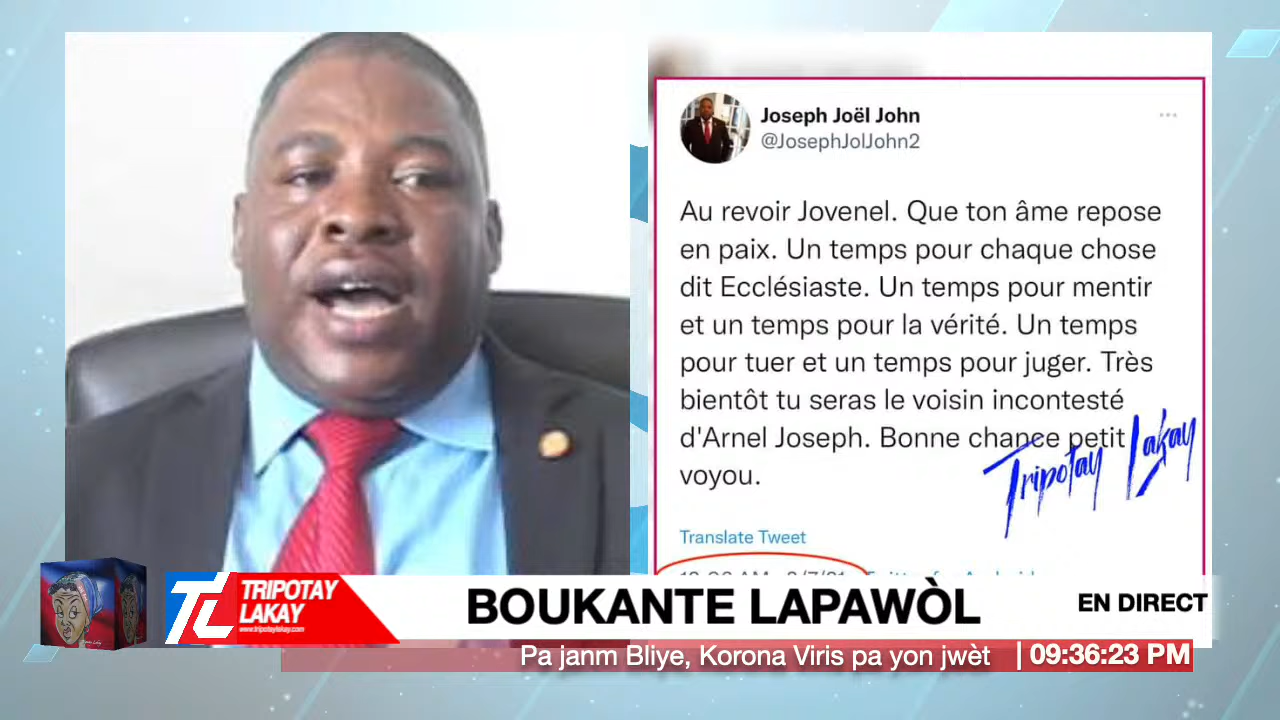 Joseph Joël John
@JosephJolJohn2
Au revoir Jovenel. Que ton âme repose
en paix. Un temps pour chaque chose
dit Ecclésiaste. Un temps pour mentir
et un temps pour la vérité. Un temps
pour tuer et un temps pour juger. Très
bientôt tu seras le voisin incontesté
d'Arnel Joseph. Bonne chance petit
voyou.
Tripotay Lakay
Translate Tweet
TL
TRIPOTAY
LAKAY
www.tripotaylakay.com
BOUKANTE LAPAWÒL
EN DIRECT
Pa janm Bliye, Korona Viris pa yon jwèt | 09:36:23 PM